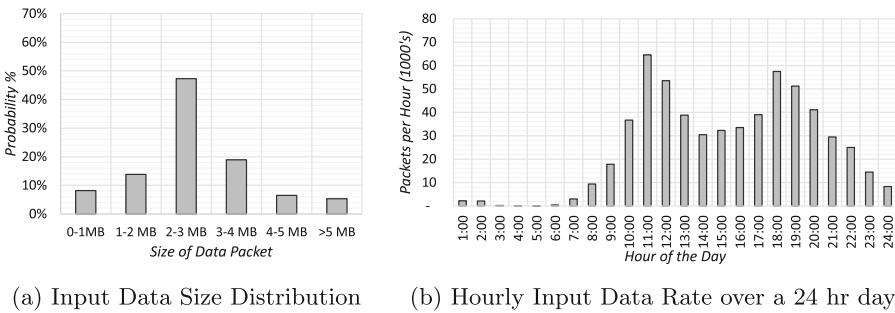 70%
60%
50%
40%
30%
20%
10%
0%
Probability %
0-1MB 1-2 MB 2-3 MB 3-4 MB 4-5 MB >5 MB
Size of Data Packet
(a) Input Data Size Distribution
80
70
60
50
40
30
20
10
-
Packets per Hour (1000's)
1:00 2:00 3:00 4:00 5:00 6:00 7:00 8:00 9:00 10:00 11:00 12:00 13:00 14:00 15:00 16:00 17:00 18:00 19:00 20:00 21:00 22:00 23:00 24:00
Hour of the Day
(b) Hourly Input Data Rate over a 24 hr day